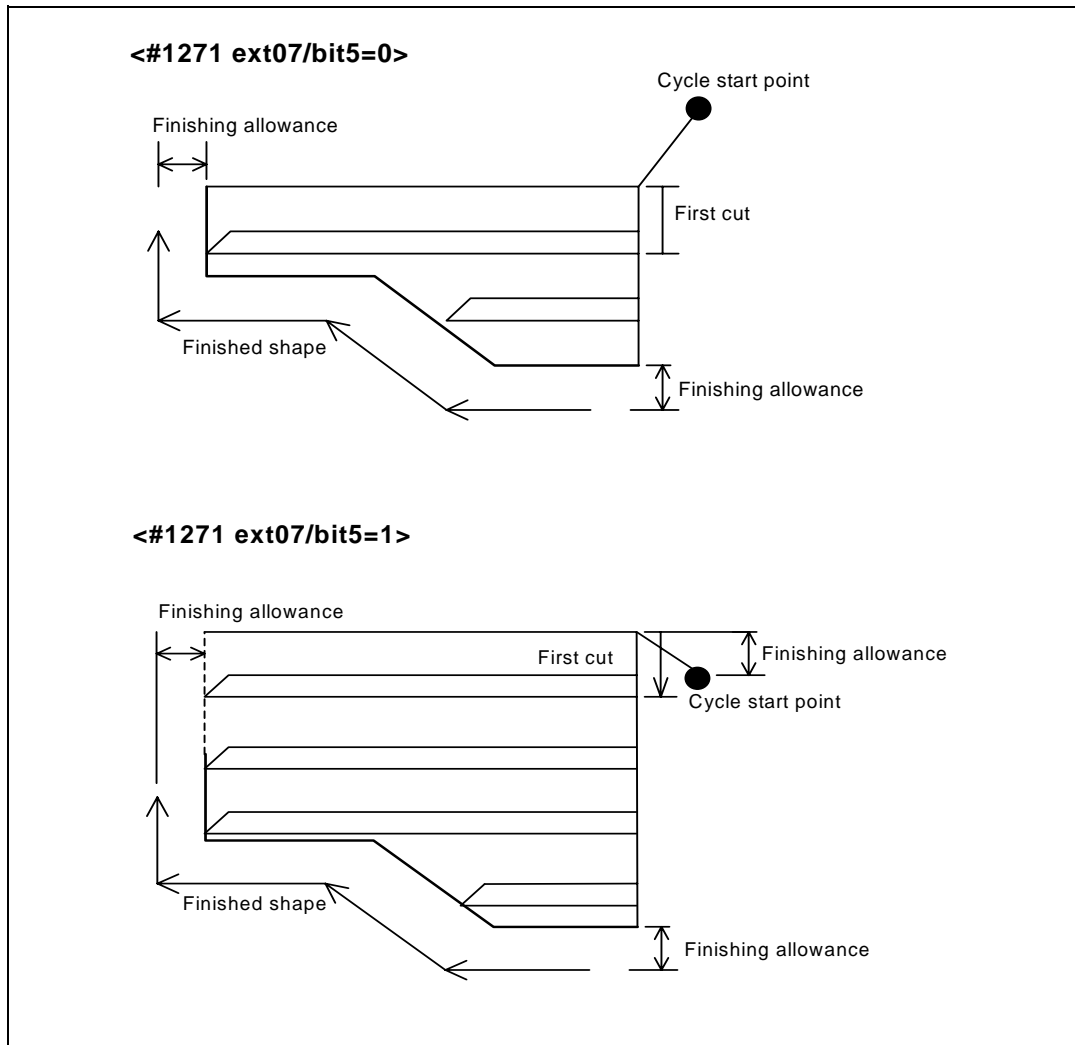 <#1271 ext07/bit5=0>
Cycle start point
Finishing allowance
First cut
Finished shape
Finishing allowance
<#1271 ext07/bit5=1>
Finishing allowance
First cut
Finishing allowance
Cycle start point
Finished shape
Finishing allowance